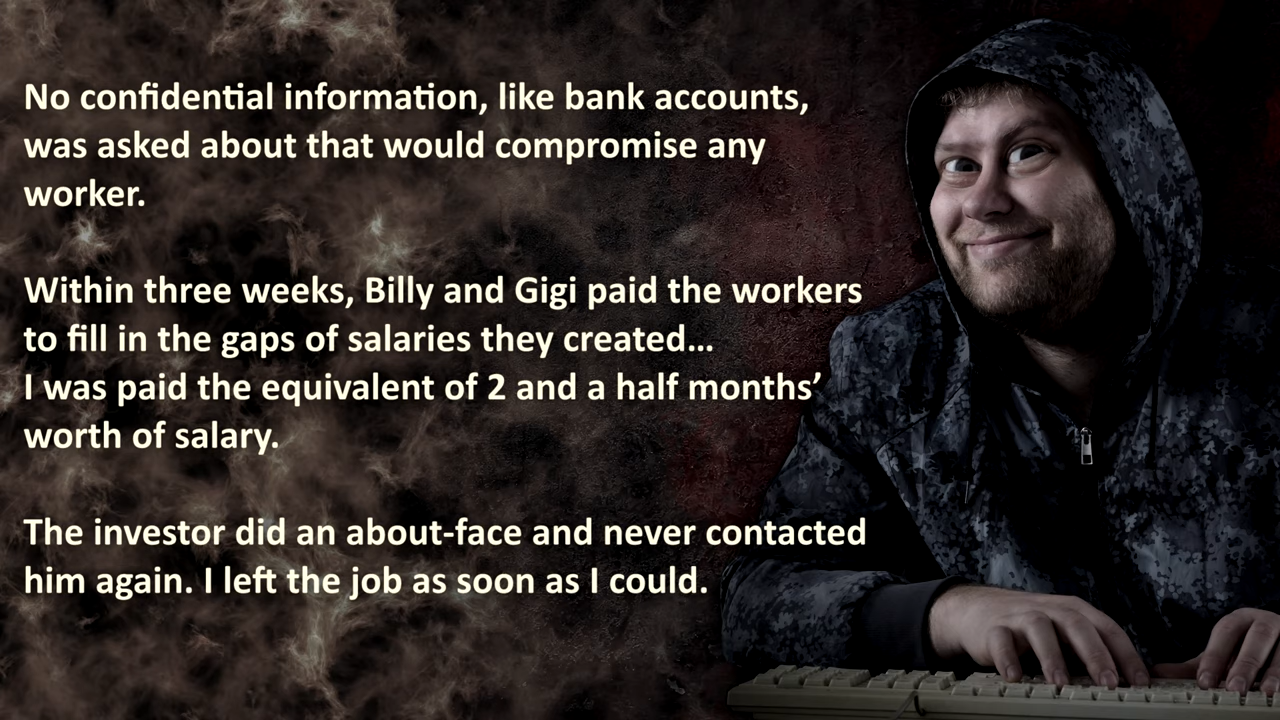 No confidential information, like bank accounts,
was asked about that would compromise any
worker.
Within three weeks, Billy and Gigi paid the workers
to fill in the gaps of salaries they created...
I was paid the equivalent of 2 and a half months’
worth of salary.
The investor did an about-face and never contacted
him again. I left the job as soon as I could.